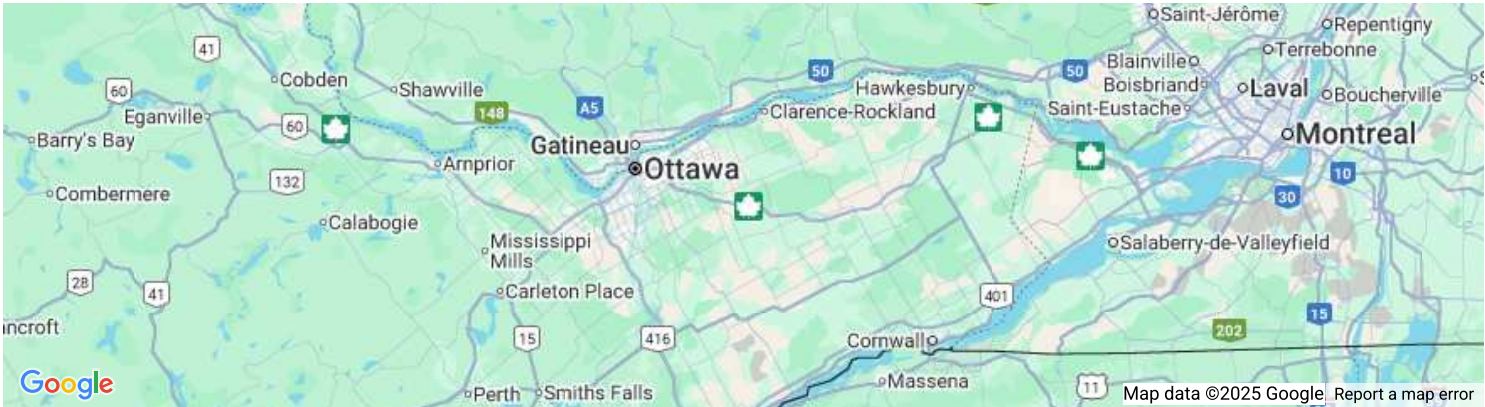 Saint-Jérôme
Repentigny
41
Terrebonne
Blainville
Cobden
50
50
60
Shawville
Boisbriand
Hawkesbury
Laval
Boucherville
148
A5
Saint-Eustache
Eganville
Clarence-Rockland
60
Montreal
Barry's Bay
Gatineau
Arnprior
Ottawa
10
132
Combermere
30
Calabogie
Mississippi
Mills
Salaberry-de-Valleyfield
28
41
Carleton Place
401
15
ncroft
15
416
202
Cornwall
Google
Massena
11
Perth
Smiths Falls
Map data ©2025 Google
Report a map error